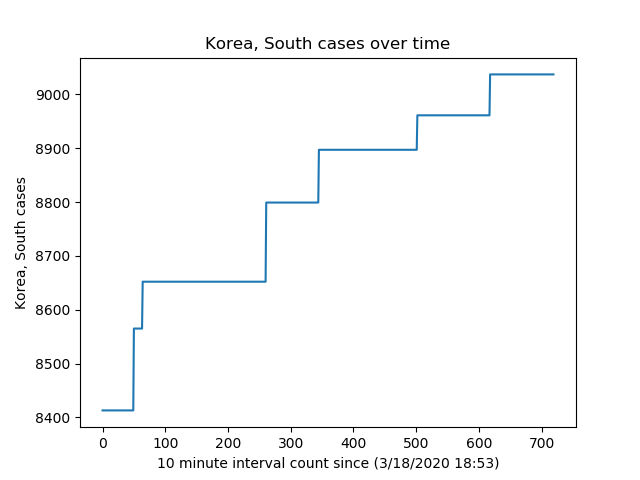 Korea, South cases over time
9000
8900
8800
8700
8600
8500
8400
Korea, South cases
0 100 200 300 400 500 600 700
10 minute interval count since (3/18/2020 18:53)